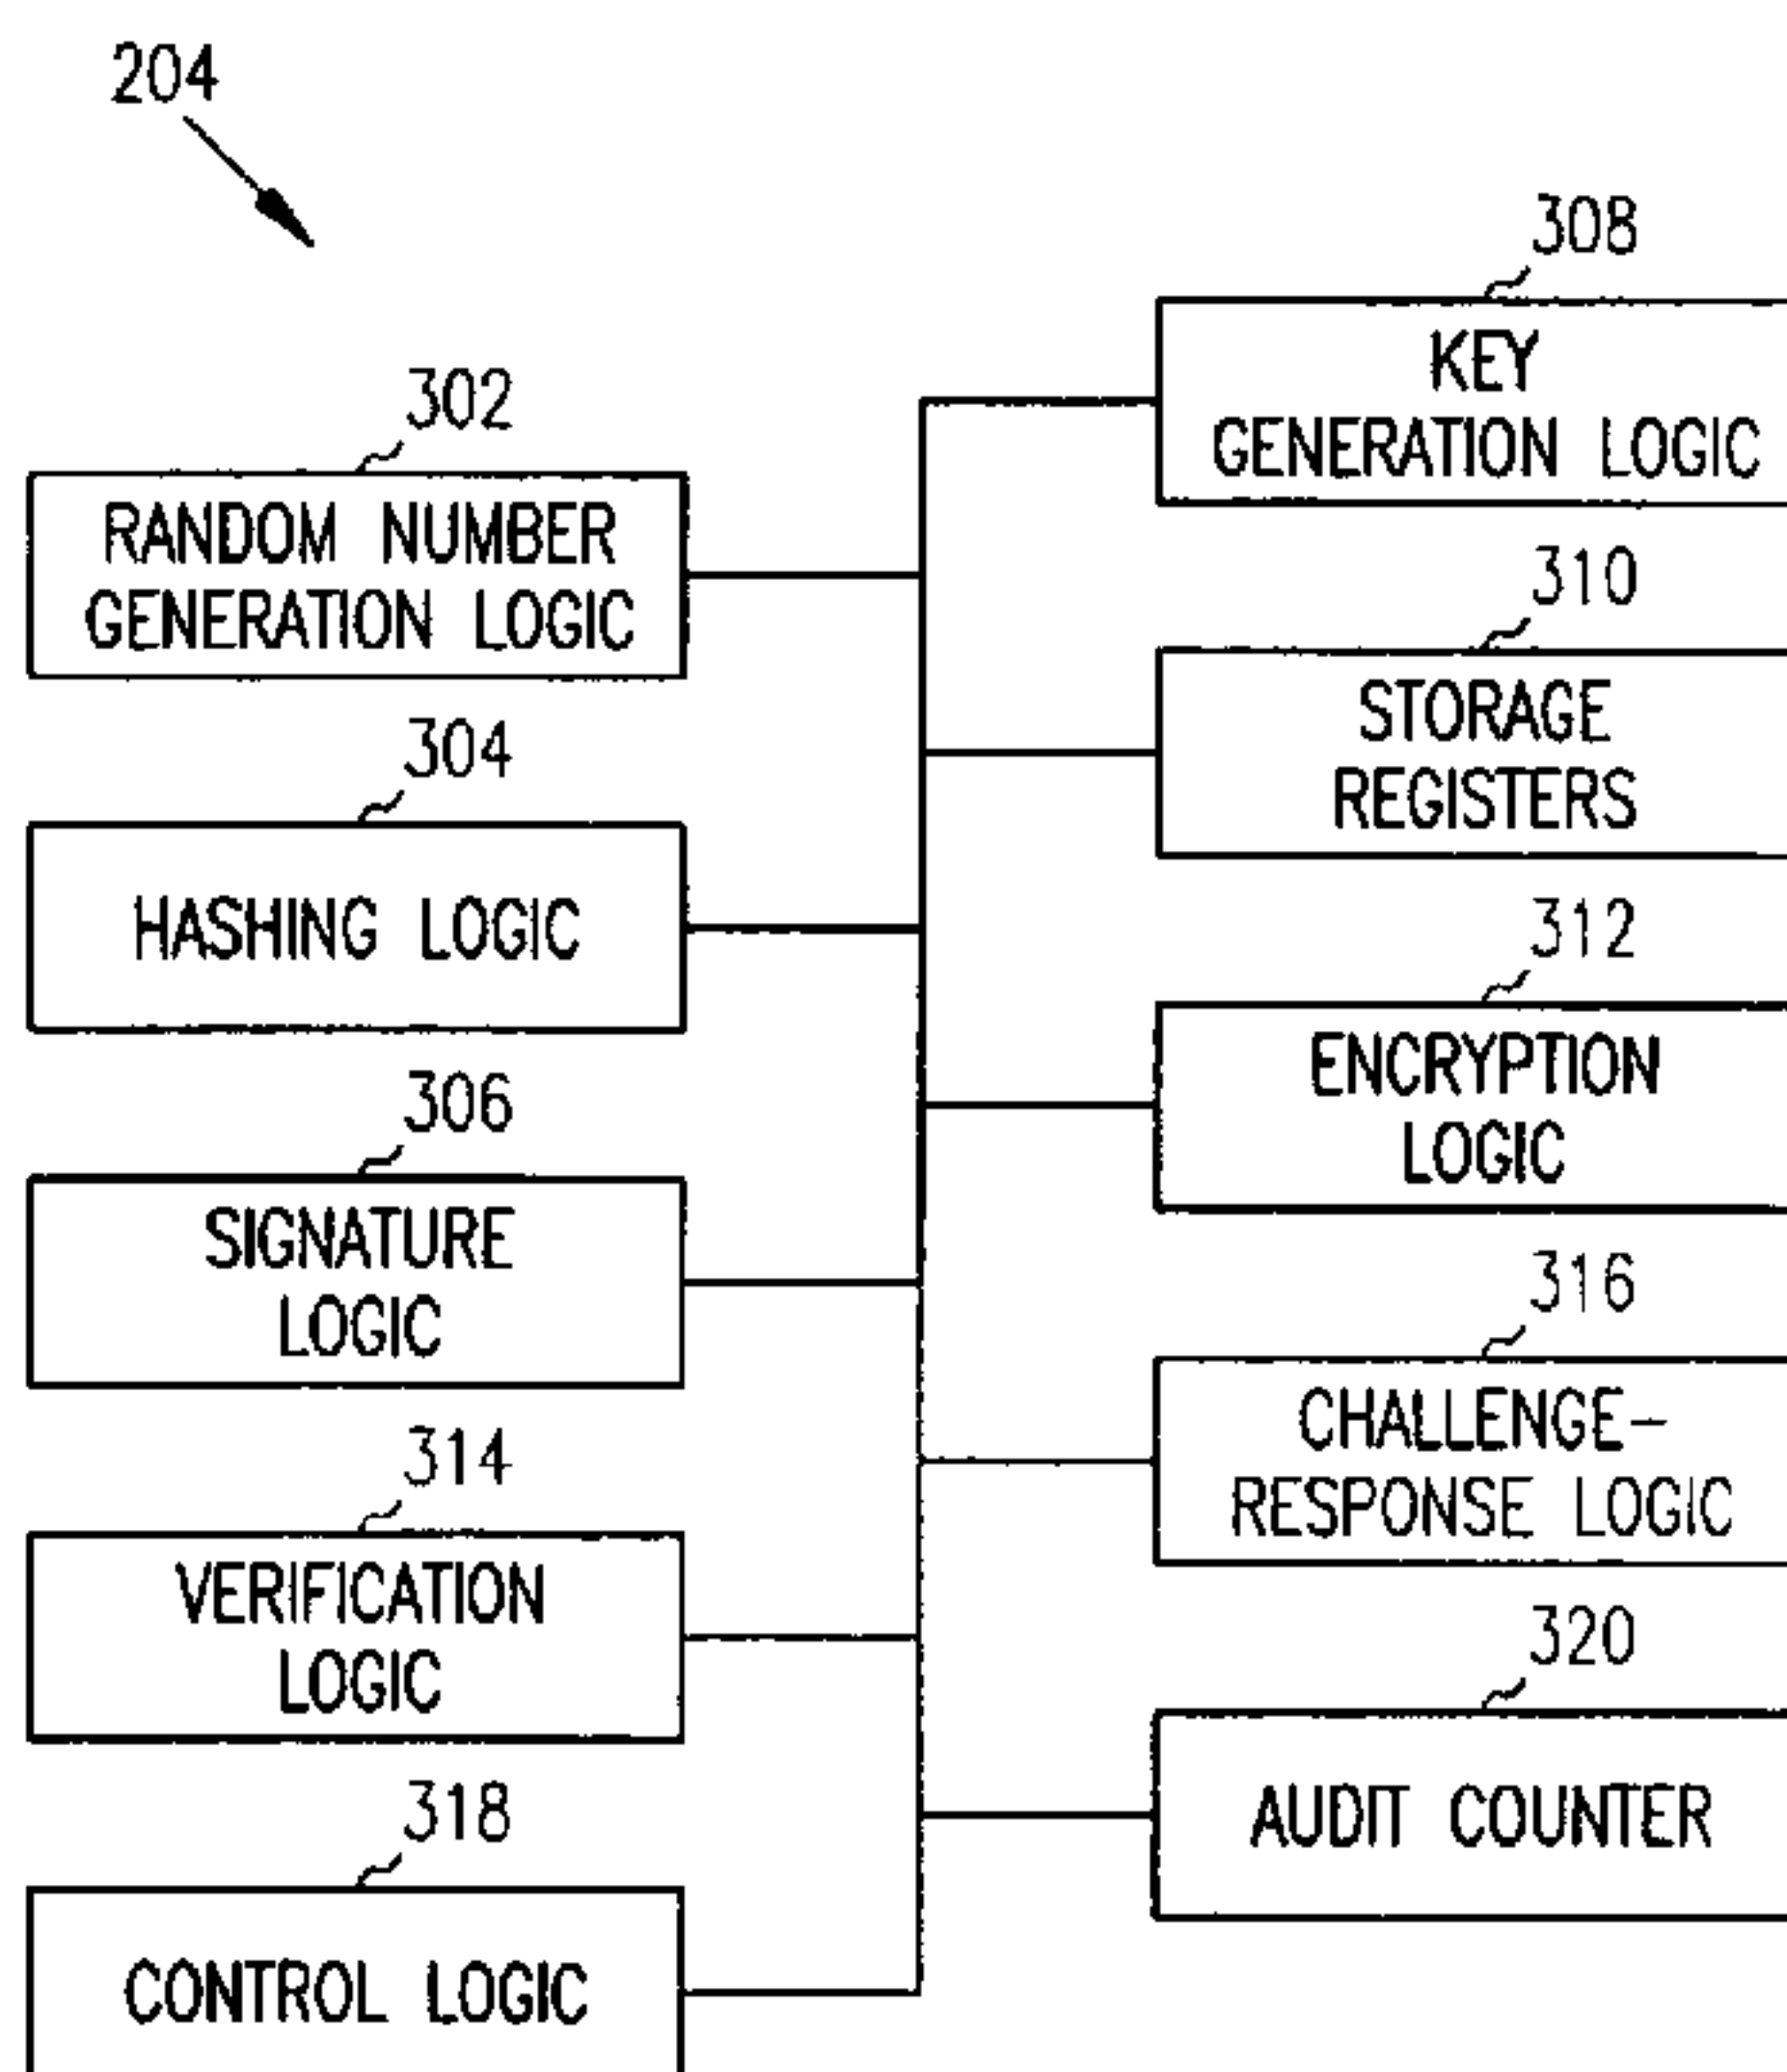 204
308
KEY
GENERATION LOGIC
302
RANDOM NUMBER
GENERATION LOGIC
310
STORAGE
REGISTERS
304
HASHING LOGIC
312
ENCRYPTION
LOGIC
306
SIGNATURE
LOGIC
316
CHALLENGE-
RESPONSE LOGIC
314
VERIFICATION
LOGIC
320
AUDIT COUNTER
318
CONTROL LOGIC